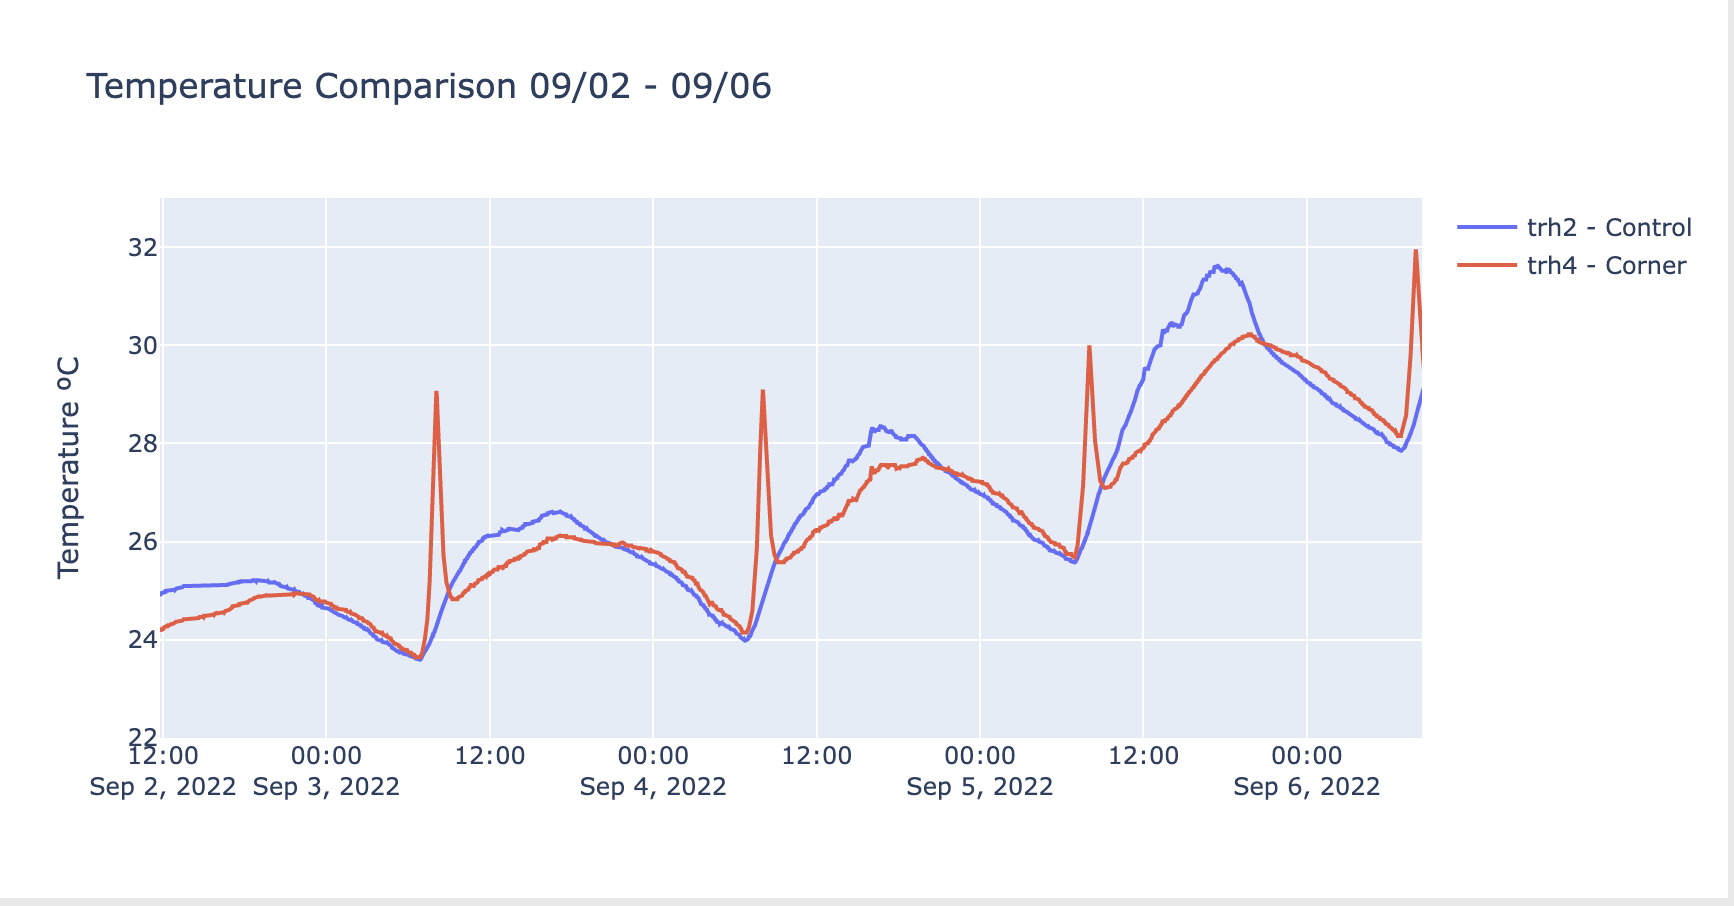 Temperature Comparison 09/02 - 09/06
trh2 - Control
trh4 - Corner
Temperature ºC
32
30
28
26
24
22
12:00 00:00 12:00 00:00 12:00 00:00 12:00 00:00
Sep 2, 2022 Sep 3, 2022 Sep 4, 2022 Sep 5, 2022 Sep 6, 2022